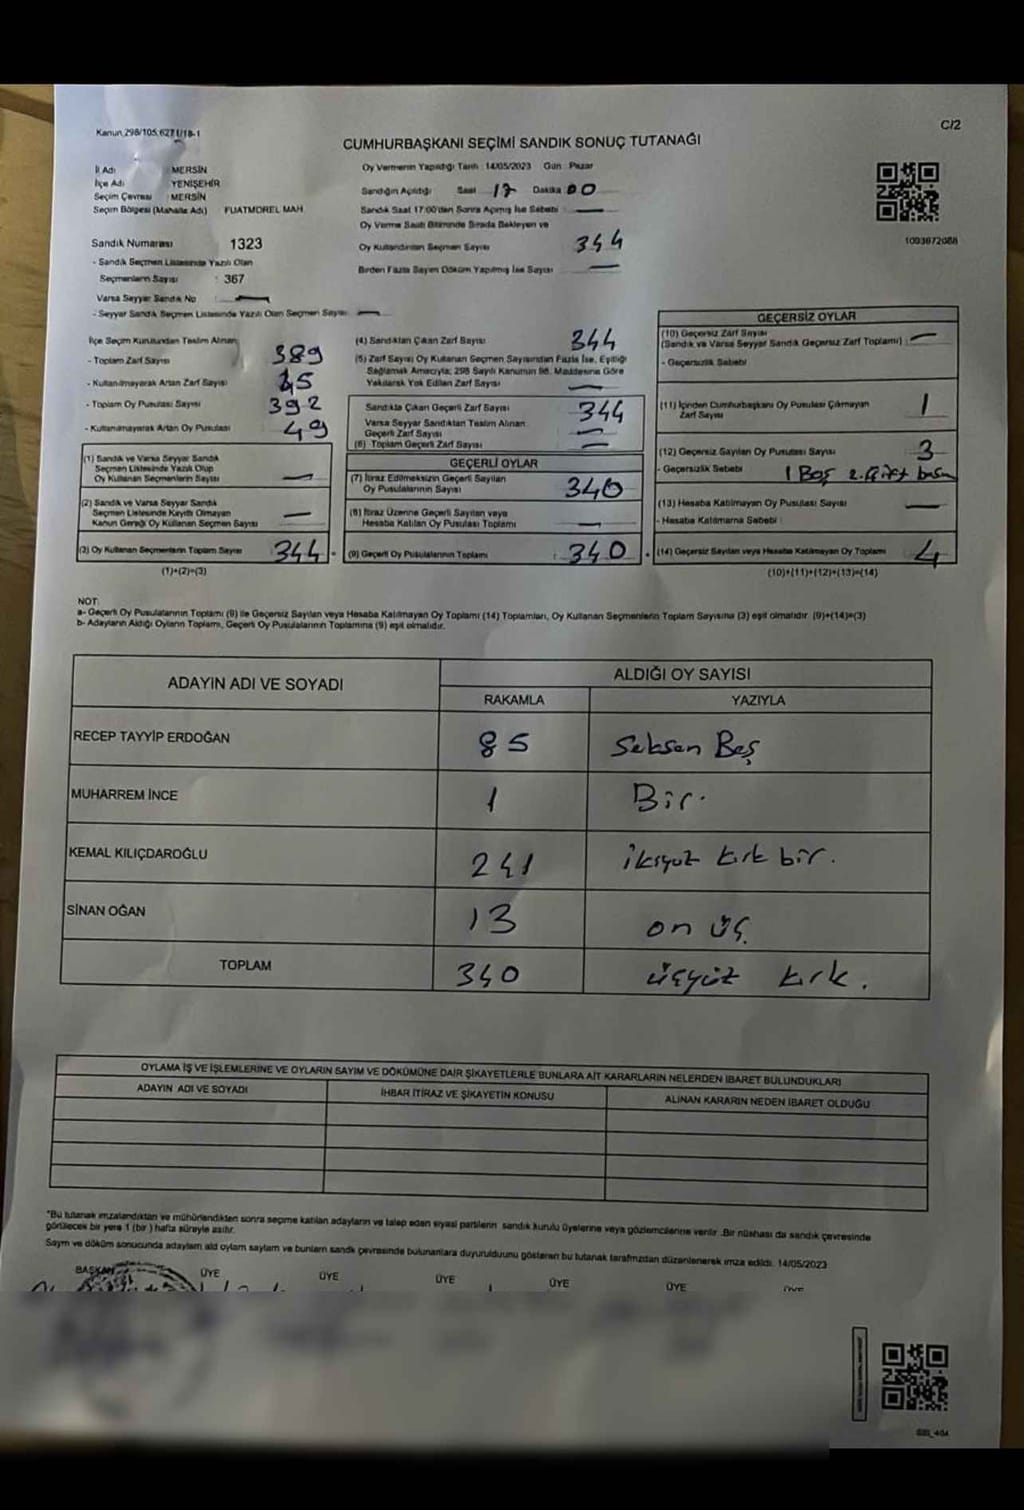 Kanun 298/105,6271/18-1
C/2
CUMHURBAŞKANI SEÇİMİ SANDIK SONUÇ TUTANAĞI
İl Adı MERSİN
İlçe Adı YENİŞEHİR
Seçim Çevresi : MERSİN
Seçim Bölgesi (Mahalle Adı) FUATMOREL MAH.
Sandık Numarası 1323
- Sandık Seçmen Listesinde Yazılı Olan
Seçmenlerin Sayısı : 367
Varsa Seyyar Sandık No : —
- Seyyar Sandık Seçmen Listesinde Yazılı Olan Seçmen Sayısı —
Oy Vermenin Yapıldığı Tarih : 14/05/2023 Gün : Pazar
Sandığın Açıldığı Saat 17 Dakika 00
Sandık Saat 17:00'den Sonra Açılmış İse Sebebi : —
Oy Verme Saati Bitiminde Sırada Bekleyen ve
Oy Kullandırılan Seçmen Sayısı 344
Birden Fazla Sayım Döküm Yapılmış İse Sayısı —
1093672088
İlçe Seçim Kurulundan Teslim Alınan
- Toplam Zarf Sayısı 389
- Kullanılmayarak Artan Zarf Sayısı 45
- Toplam Oy Pusulası Sayısı 392
- Kullanılmayarak Artan Oy Pusulası 49
(1) Sandık ve Varsa Seyyar Sandık
Seçmen Listesinde Yazılı Olup
Oy Kullanan Seçmenlerin Sayısı —
(2) Sandık ve Varsa Seyyar Sandık
Seçmen Listesinde Kayıtlı Olmayan
Kanun Gereği Oy Kullanan Seçmen Sayısı —
(3) Oy Kullanan Seçmenlerin Toplam Sayısı 344
(1)+(2)=(3)
(4) Sandıktan Çıkan Zarf Sayısı 344
(5) Zarf Sayısı Oy Kullanan Seçmen Sayısından Fazla İse, Eşitliği
Sağlamak Amacıyla; 298 Sayılı Kanunun 98. Maddesine Göre
Yakılarak Yok Edilen Zarf Sayısı —
Sandıkta Çıkan Geçerli Zarf Sayısı 344
Varsa Seyyar Sandıktan Teslim Alınan
Geçerli Zarf Sayısı —
(6) Toplam Geçerli Zarf Sayısı —
GEÇERLİ OYLAR
(7) İtiraz Edilmeksizin Geçerli Sayılan
Oy Pusulalarının Sayısı 340
(8) İtiraz Üzerine Geçerli Sayılan veya
Hesaba Katılan Oy Pusulası Toplamı —
(9) Geçerli Oy Pusulalarının Toplamı : 340
GEÇERSİZ OYLAR
(10) Geçersiz Zarf Sayısı
(Sandık ve Varsa Seyyar Sandık Geçersiz Zarf Toplamı) : —
- Geçersizlik Sebebi
(11) İçinden Cumhurbaşkanı Oy Pusulası Çıkmayan
Zarf Sayısı 1
(12) Geçersiz Sayılan Oy Pusulası Sayısı 3
- Geçersizlik Sebebi 1 Boş 2. Çift basım
(13) Hesaba Katılmayan Oy Pusulası Sayısı —
- Hesaba Katılmama Sebebi :
(14) Geçersiz Sayılan veya Hesaba Katılmayan Oy Toplamı 4
(10)+(11)+(12)+(13)=(14)
NOT:
a- Geçerli Oy Pusulalarının Toplamı (9) ile Geçersiz Sayılan veya Hesaba Katılmayan Oy Toplamı (14) Toplamları, Oy Kullanan Seçmenlerin Toplam Sayısına (3) eşit olmalıdır. (9)+(14)=(3)
b- Adayların Aldığı Oyların Toplamı, Geçerli Oy Pusulalarının Toplamına (9) eşit olmalıdır.
ADAYIN ADI VE SOYADI
ALDIĞI OY SAYISI
RAKAMLA YAZIYLA
RECEP TAYYİP ERDOĞAN 85 Seksen Beş
MUHARREM İNCE 1 Bir.
KEMAL KILIÇDAROĞLU 241 ikiyüz kırk bir.
SİNAN OĞAN 13 on üç.
TOPLAM 340 üçyüz kırk.
OYLAMA İŞ VE İŞLEMLERİNE VE OYLARIN SAYIM VE DÖKÜMÜNE DAİR ŞİKAYETLERLE BUNLARA AİT KARARLARIN NELERDEN İBARET BULUNDUKLARI
ADAYIN ADI VE SOYADI İHBAR İTİRAZ VE ŞİKAYETİN KONUSU ALINAN KARARIN NEDEN İBARET OLDUĞU
"Bu tutanak imzalandıktan ve mühürlendikten sonra seçime katılan adayların ve talep eden siyasi partilerin sandık kurulu üyelerine veya gözlemcilerine verilir. Bir nüshası da sandık çevresinde
görülecek bir yere 1 (bir) hafta süreyle asılır.
Sayım ve döküm sonucunda adayların aldı oyların sayıları ve bunların sandık çevresinde bulunanlara duyurulduunu gösteren bu tutanak tarafımızdan düzenlenerek imza edildi. 14/05/2023
BAŞKAN ÜYE ÜYE ÜYE ÜYE ÜYE ÜYE